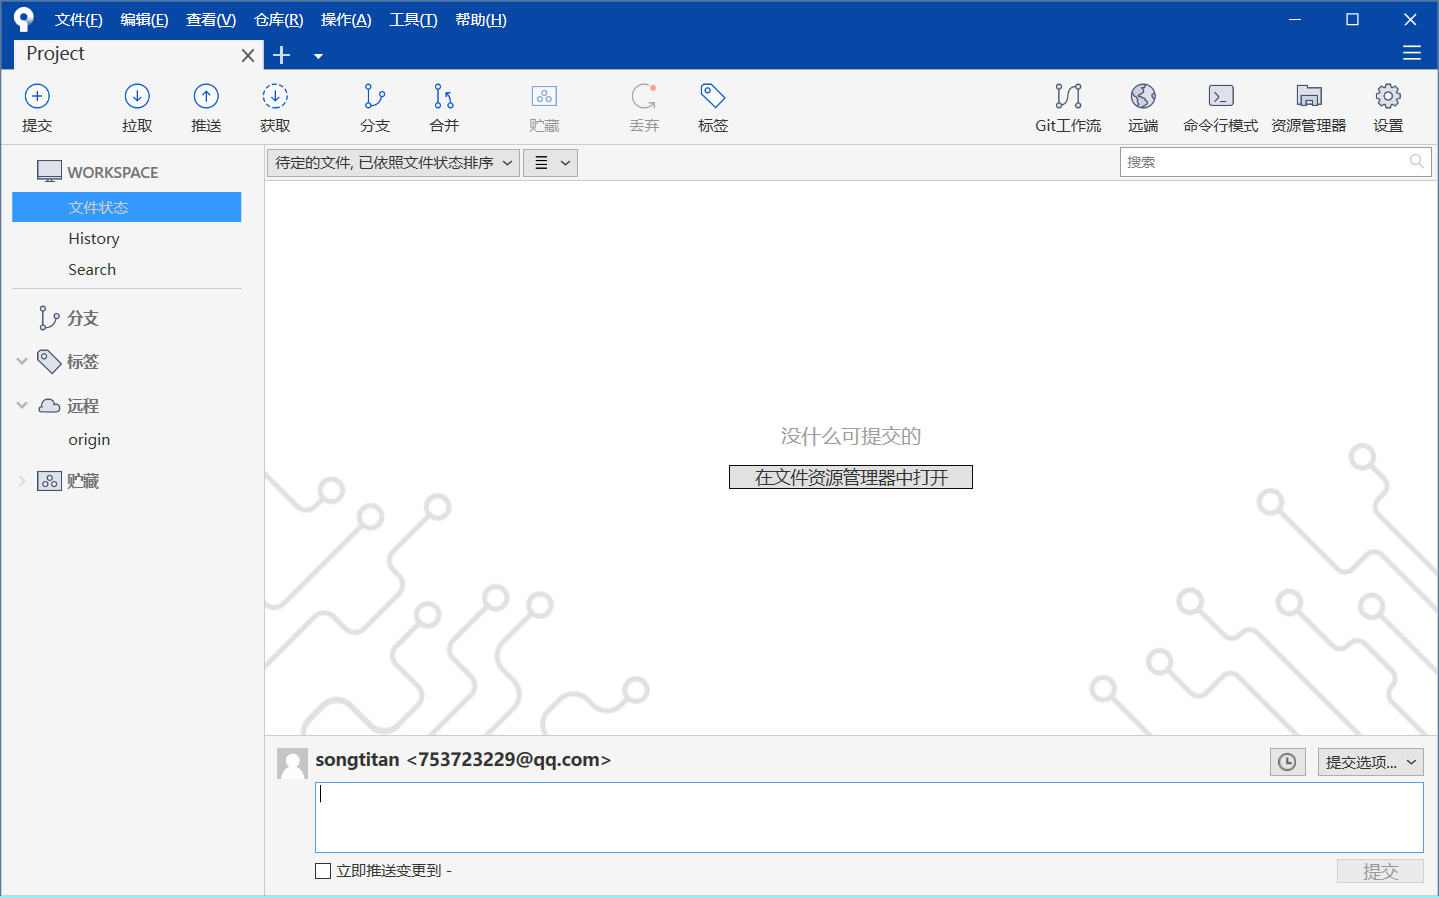 文件(F) 编辑(E) 查看(V) 仓库(R) 操作(A) 工具(T) 帮助(H)
Project
提交 拉取 推送 获取 分支 合并 贮藏 丢弃 标签 Git工作流 远端 命令行模式 资源管理器 设置
WORKSPACE
文件状态
History
Search
分支
标签
远程
origin
贮藏
待定的文件, 已依照文件状态排序
搜索
没什么可提交的
在文件资源管理器中打开
songtitan <753723229@qq.com>
提交选项...
立即推送变更到 -
提交